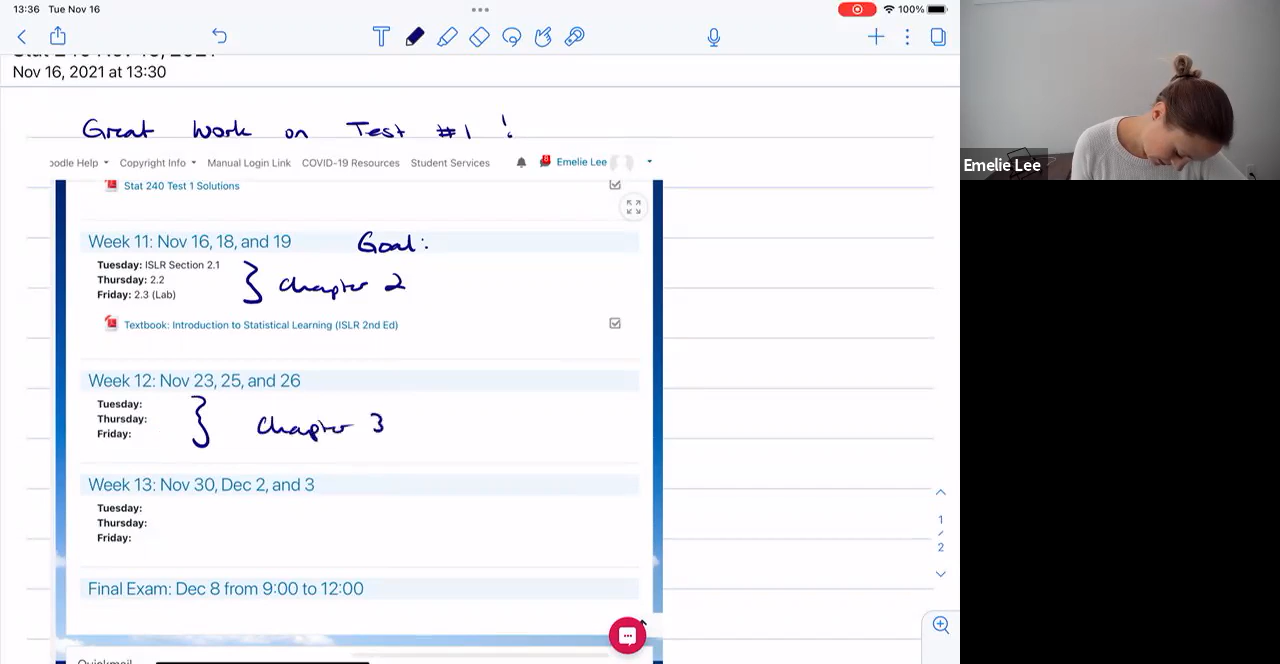 13:36 Tue Nov 16
100%
Nov 16, 2021 at 13:30
Great Work on Test #1 !
oodle Help Copyright Info Manual Login Link COVID-19 Resources Student Services Emelie Lee
Stat 240 Test 1 Solutions
Week 11: Nov 16, 18, and 19 Goal:
Tuesday: ISLR Section 2.1
Thursday: 2.2
Friday: 2.3 (Lab)
} Chapter 2
Textbook: Introduction to Statistical Learning (ISLR 2nd Ed)
Week 12: Nov 23, 25, and 26
Tuesday:
Thursday:
Friday:
} Chapter 3
Week 13: Nov 30, Dec 2, and 3
Tuesday:
Thursday:
Friday:
Final Exam: Dec 8 from 9:00 to 12:00
Quickmail
1
/
2
Emelie Lee